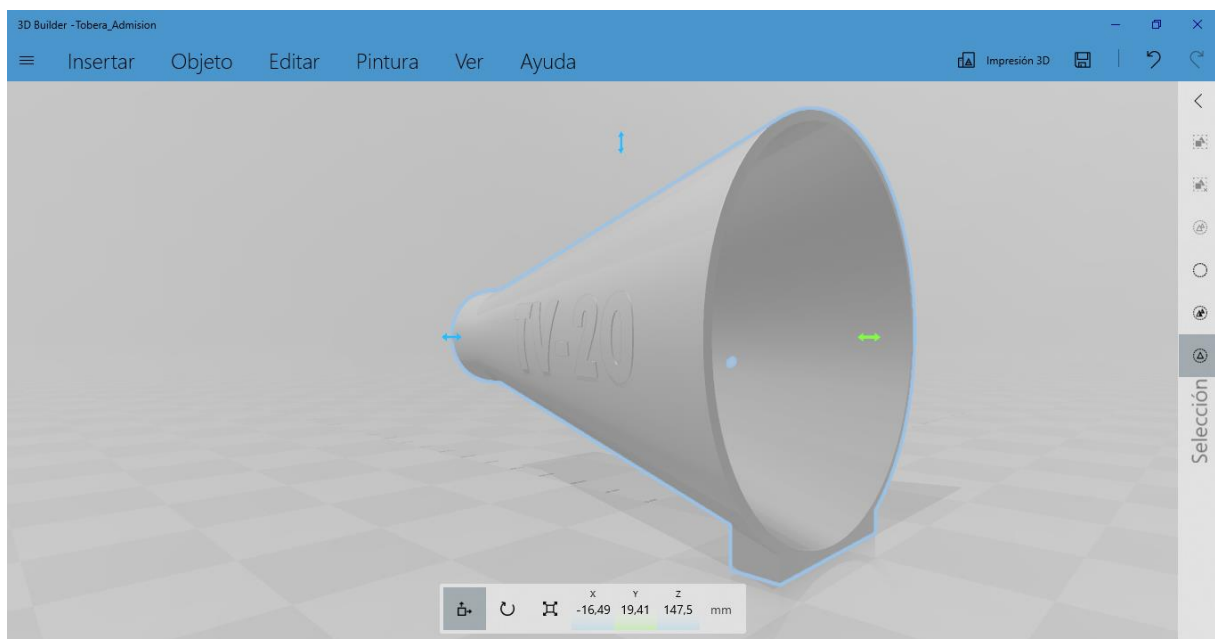 3D Builder -Tobera_Admision
Insertar Objeto Editar Pintura Ver Ayuda Impresión 3D
TV-20
Selección
X Y Z
-16,49 19,41 147,5 mm